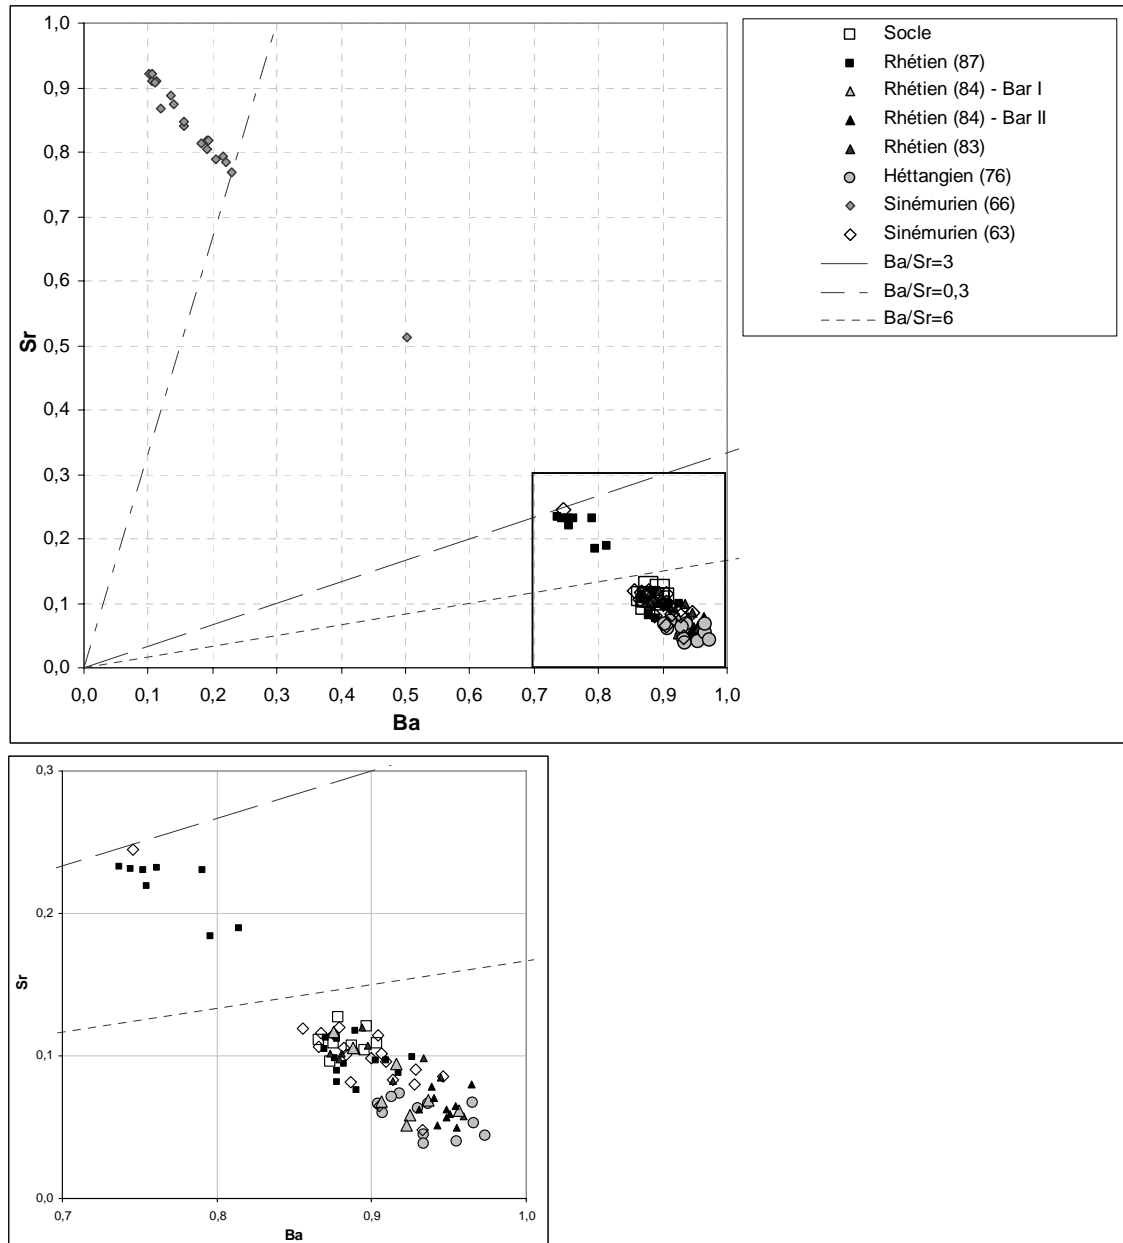 1,0
0,9
0,8
0,7
0,6
0,5
0,4
0,3
0,2
0,1
0,0
Sr
0,0 0,1 0,2 0,3 0,4 0,5 0,6 0,7 0,8 0,9 1,0
Ba
Socle
Rhétien (87)
Rhétien (84) - Bar I
Rhétien (84) - Bar II
Rhétien (83)
Héttangien (76)
Sinémurien (66)
Sinémurien (63)
Ba/Sr=3
Ba/Sr=0,3
Ba/Sr=6
0,3
0,2
0,1
0,0
Sr
0,7 0,8 0,9 1,0
Ba